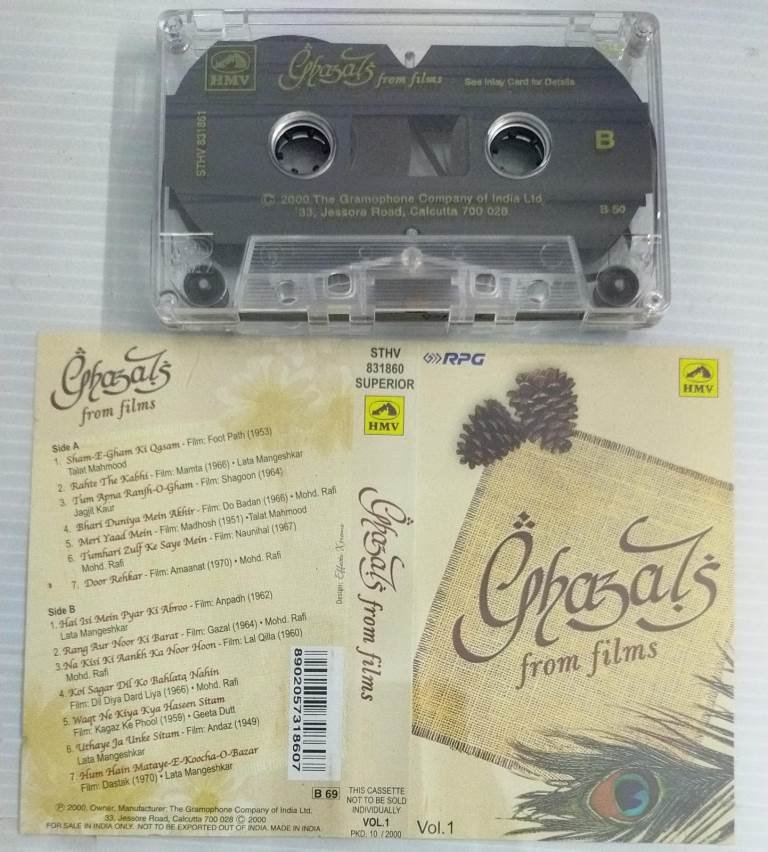 HMV
Ghazals from films
See Inlay Card for Details
STHV 831861
B
© 2000 The Gramophone Company of India Ltd.
33, Jessore Road, Calcutta 700 028
B 50
Ghazals
from films
Side A
1. Sham-E-Gham Ki Qasam - Film: Foot Path (1953)
Talat Mahmood
2. Rahte The Kabhi - Film: Mamta (1966) • Lata Mangeshkar
3. Tum Apna Ranjh-O-Gham - Film: Shagoon (1964)
Jagjit Kaur
4. Bhari Duniya Mein Akhir - Film: Do Badan (1966) • Mohd. Rafi
5. Meri Yaad Mein - Film: Madhosh (1951) •Talat Mahmood
6. Tumhari Zulf Ke Saye Mein - Film: Naunihal (1967)
Mohd. Rafi
7. Door Rehkar - Film: Amaanat (1970) • Mohd. Rafi
Side B
1. Hai Isi Mein Pyar Ki Abroo - Film: Anpadh (1962)
Lata Mangeshkar
2. Rang Aur Noor Ki Barat - Film: Gazal (1964) • Mohd. Rafi
3. Na Kisi Ki Aankh Ka Noor Hoon - Film: Lal Qilla (1960)
Mohd. Rafi
4. Koi Sagar Dil Ko Bahlata Nahin
Film: Dil Diya Dard Liya (1966) • Mohd. Rafi
5. Waqt Ne Kiya Kya Haseen Sitam
Film: Kagaz Ke Phool (1959) • Geeta Dutt
6. Uthaye Ja Unke Sitam - Film: Andaz (1949)
Lata Mangeshkar
7. Hum Hain Mataye-E-Koocha-O-Bazar
Film: Dastak (1970) • Lata Mangeshkar
℗ 2000, Owner, Manufacturer: The Gramophone Company of India Ltd.
33, Jessore Road, Calcutta 700 028 © 2000
FOR SALE IN INDIA ONLY. NOT TO BE EXPORTED OUT OF INDIA. MADE IN INDIA
Design: Effects
8902057318607
B 69
STHV
831860
SUPERIOR
HMV
Ghazals from films
THIS CASSETTE
NOT TO BE SOLD
INDIVIDUALLY
VOL.1
PKD. 10 / 2000
RPG
HMV
Ghazals
from films
Vol.1